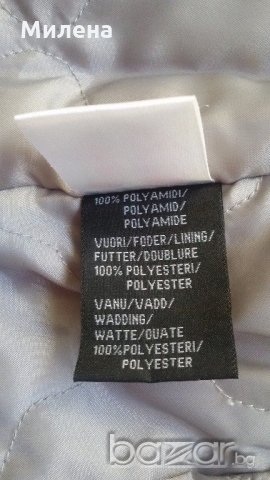 Милена
100% POLYAMIDI/
POLYAMID/
POLYAMIDE
VUORI/FODER/LINING/
FUTTER/DOUBLURE
100% POLYESTERI/
POLYESTER
VANU/VADD/
WADDING/
WATTE/OUATE
100%POLYESTERI/
POLYESTER
bazar.bg